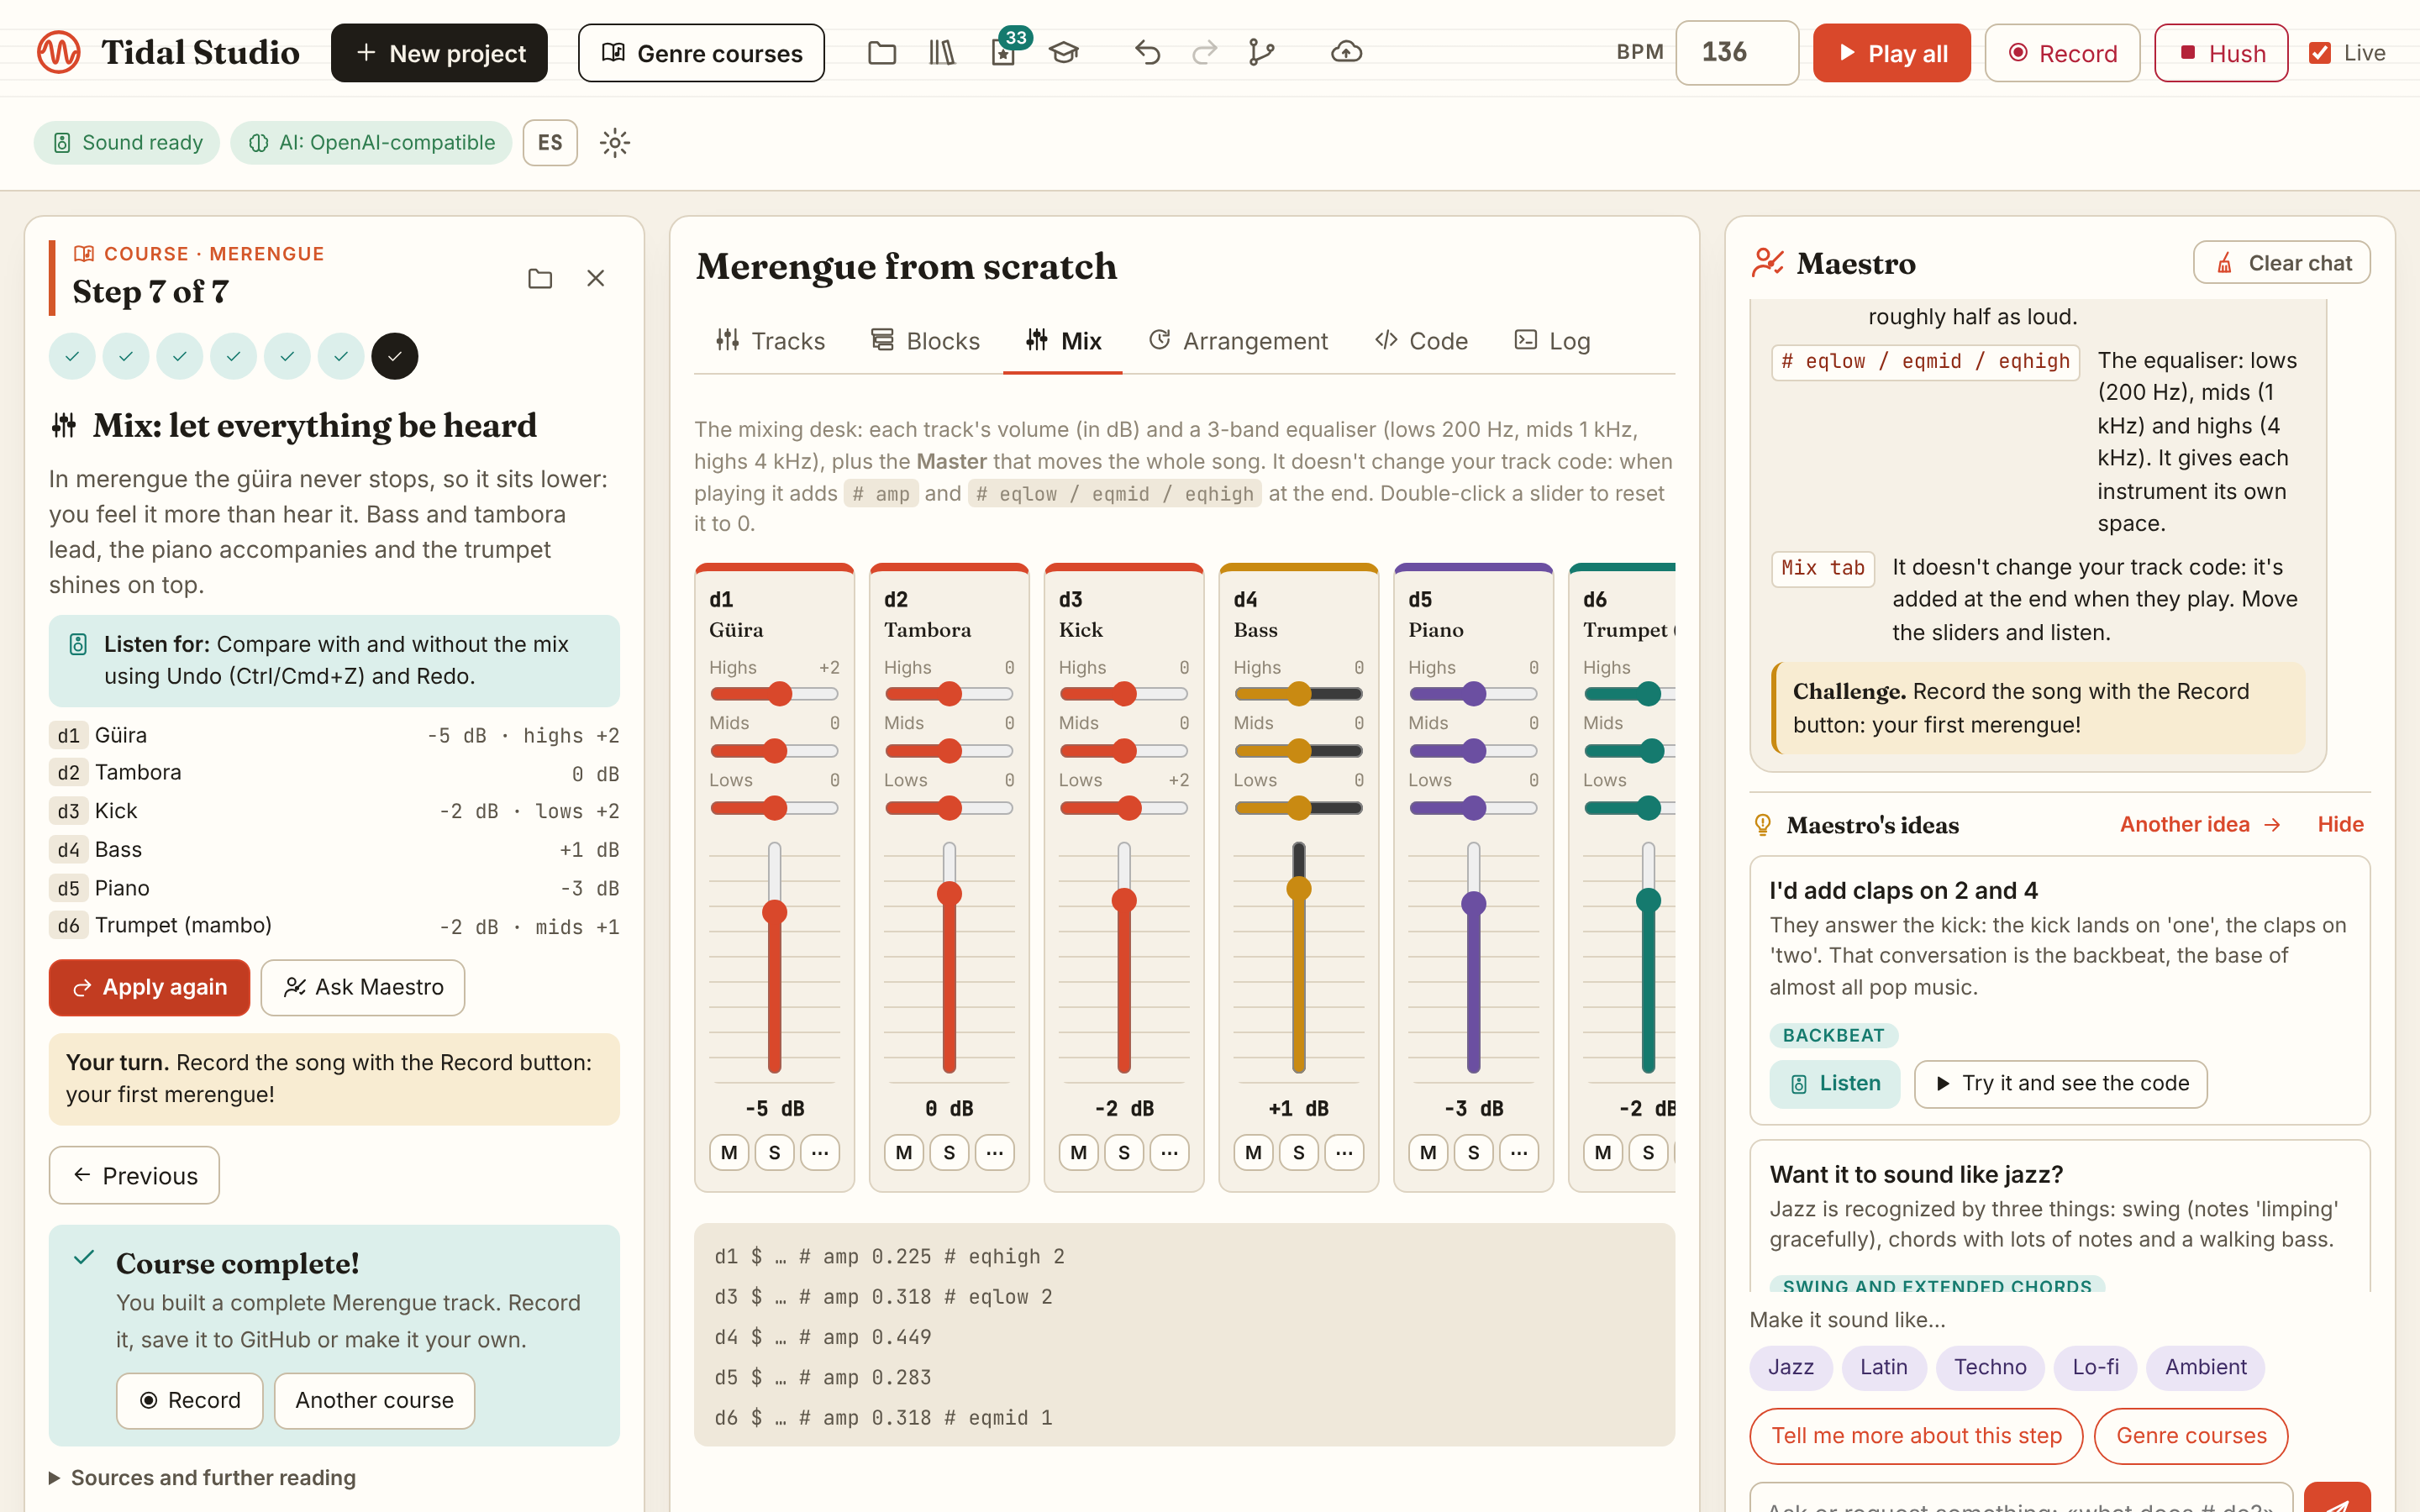 Tidal Studio
New project
Genre courses
33
BPM
136
Play all
Record
Hush
Live
Sound ready
AI: OpenAI-compatible
ES
COURSE · MERENGUE
Step 7 of 7
Mix: let everything be heard
In merengue the güira never stops, so it sits lower:
you feel it more than hear it. Bass and tambora
lead, the piano accompanies and the trumpet
shines on top.
Listen for: Compare with and without the mix
using Undo (Ctrl/Cmd+Z) and Redo.
d1 Güira -5 dB · highs +2
d2 Tambora 0 dB
d3 Kick -2 dB · lows +2
d4 Bass +1 dB
d5 Piano -3 dB
d6 Trumpet (mambo) -2 dB · mids +1
Apply again
Ask Maestro
Your turn. Record the song with the Record button:
your first merengue!
Previous
Course complete!
You built a complete Merengue track. Record
it, save it to GitHub or make it your own.
Record
Another course
Sources and further reading
Merengue from scratch
Tracks
Blocks
Mix
Arrangement
Code
Log
The mixing desk: each track's volume (in dB) and a 3-band equaliser (lows 200 Hz, mids 1 kHz,
highs 4 kHz), plus the Master that moves the whole song. It doesn't change your track code: when
playing it adds # amp and # eqlow / eqmid / eqhigh at the end. Double-click a slider to reset
it to 0.
d1
Güira
Highs +2
Mids 0
Lows 0
-5 dB
M S ...
d2
Tambora
Highs 0
Mids 0
Lows 0
0 dB
M S ...
d3
Kick
Highs 0
Mids 0
Lows +2
-2 dB
M S ...
d4
Bass
Highs 0
Mids 0
Lows 0
+1 dB
M S ...
d5
Piano
Highs 0
Mids 0
Lows 0
-3 dB
M S ...
d6
Trumpet
Highs
Mids
Lows
-2 dB
M S
d1 $ … # amp 0.225 # eqhigh 2
d3 $ … # amp 0.318 # eqlow 2
d4 $ … # amp 0.449
d5 $ … # amp 0.283
d6 $ … # amp 0.318 # eqmid 1
Maestro
Clear chat
roughly half as loud.
# eqlow / eqmid / eqhigh
The equaliser: lows
(200 Hz), mids (1
kHz) and highs (4
kHz). It gives each
instrument its own
space.
Mix tab
It doesn't change your track code: it's
added at the end when they play. Move
the sliders and listen.
Challenge. Record the song with the Record
button: your first merengue!
Maestro's ideas
Another idea →
Hide
I'd add claps on 2 and 4
They answer the kick: the kick lands on 'one', the claps on
'two'. That conversation is the backbeat, the base of
almost all pop music.
BACKBEAT
Listen
Try it and see the code
Want it to sound like jazz?
Jazz is recognized by three things: swing (notes 'limping'
gracefully), chords with lots of notes and a walking bass.
SWING AND EXTENDED CHORDS
Make it sound like...
Jazz
Latin
Techno
Lo-fi
Ambient
Tell me more about this step
Genre courses
Ask or request something: «what does # do?»